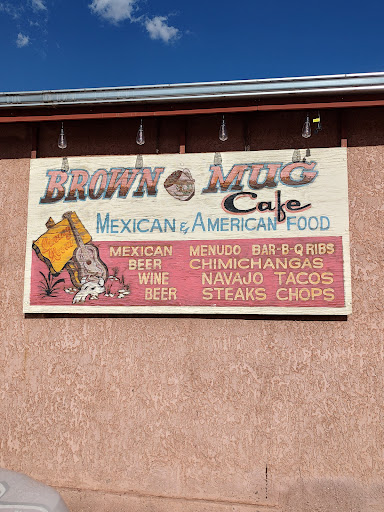 BROWN MUG
Cafe
MEXICAN & AMERICAN FOOD
MEXICAN MENUDO BAR-B-Q RIBS
BEER CHIMICHANGAS
WINE NAVAJO TACOS
BEER STEAKS CHOPS